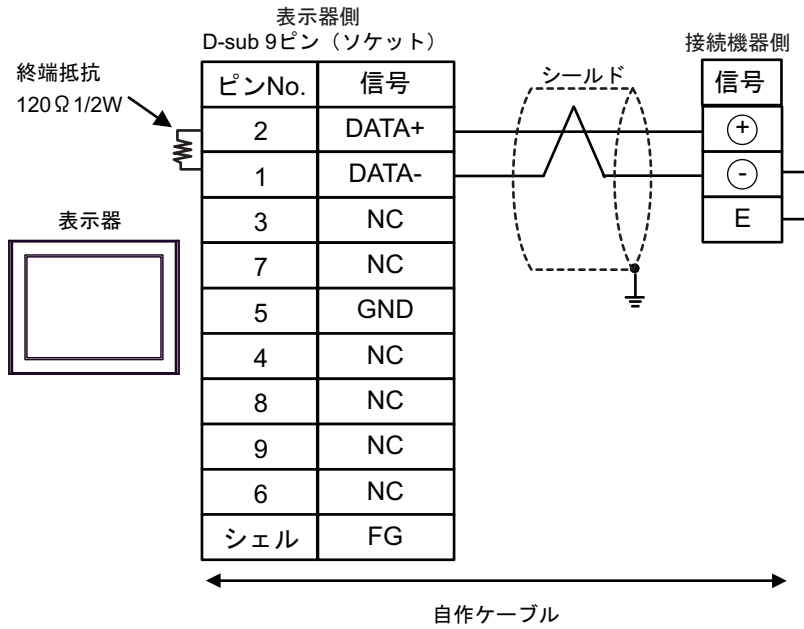 表示器側
D-sub 9ピン（ソケット）
接続機器側
終端抵抗
120Ω 1/2W
ピンNo. 信号
シールド
信号
2 DATA+
+
1 DATA-
-
3 NC
E
表示器
7 NC
5 GND
4 NC
8 NC
9 NC
6 NC
シェル FG
自作ケーブル